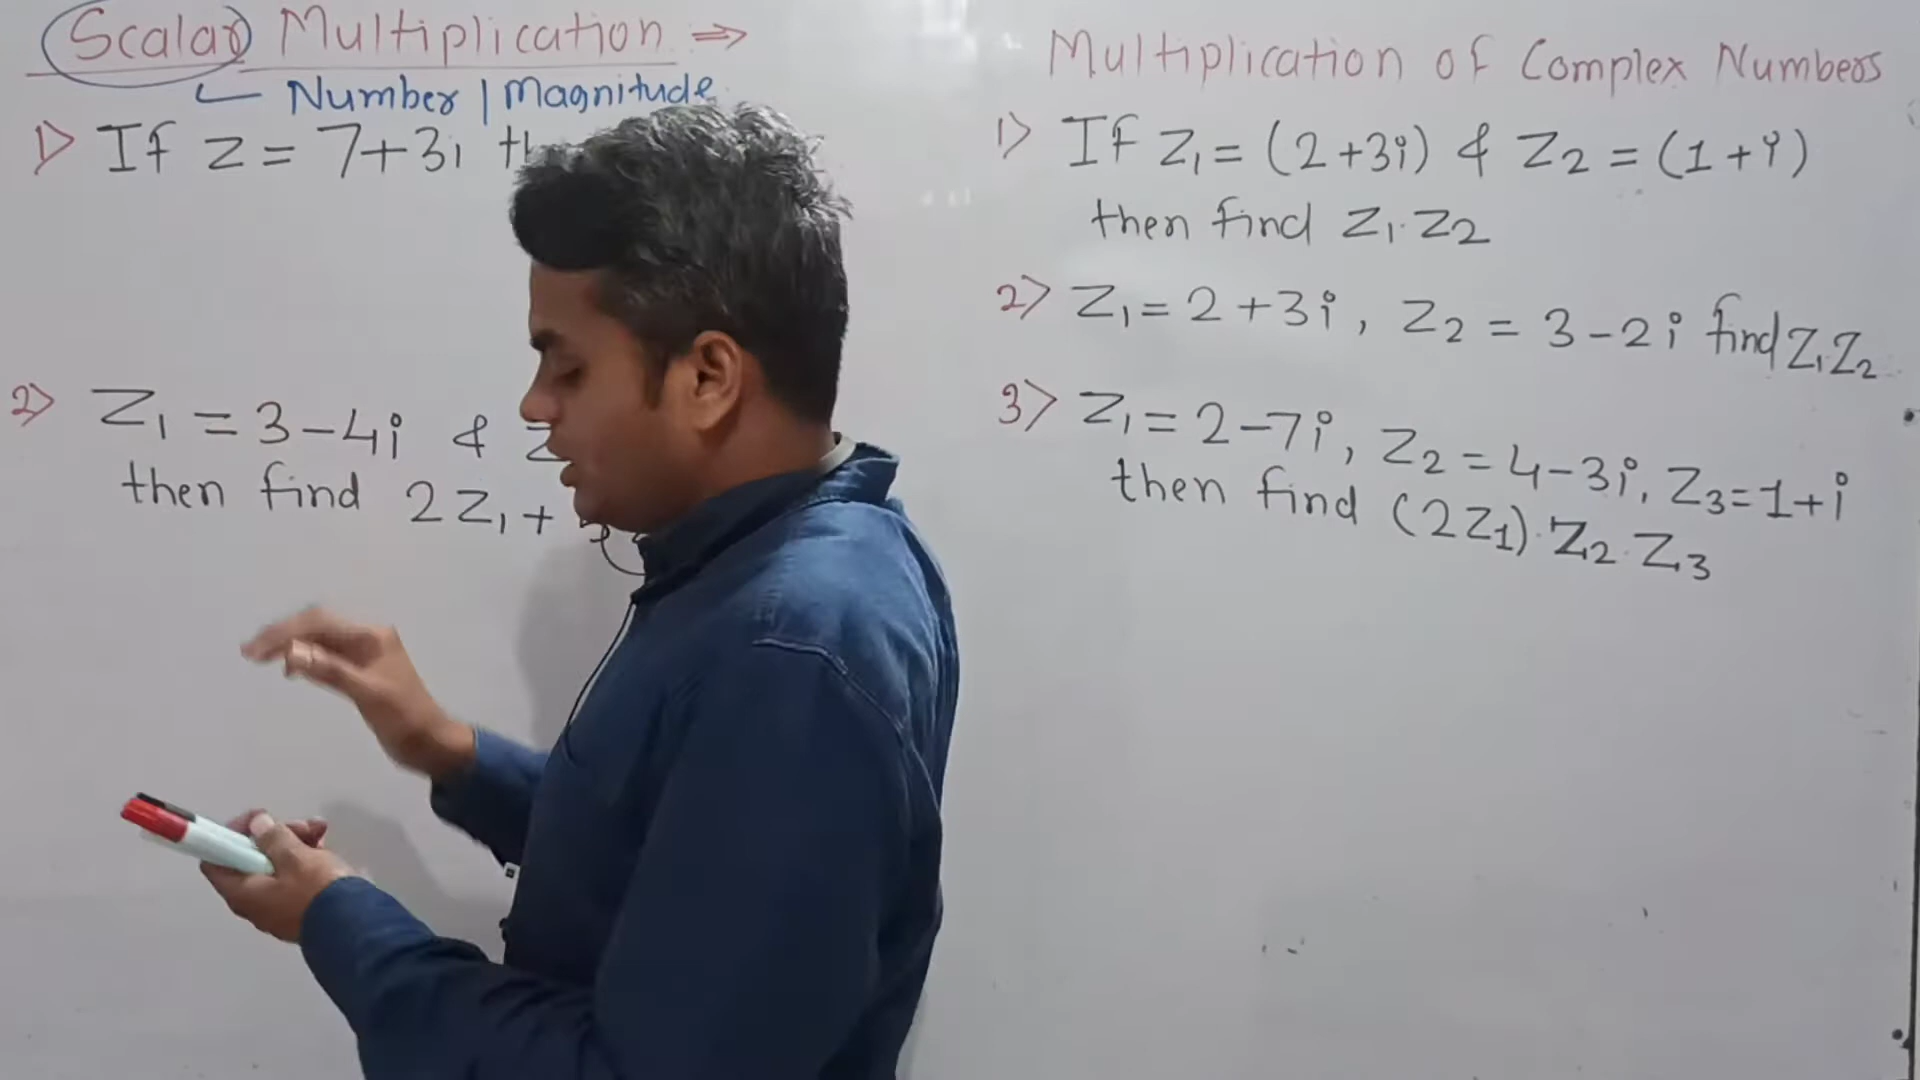 Scalar Multiplication ⇒
Number | Magnitude
1) If z = 7+3i
2) Z₁ = 3-4i &
then find 2Z₁ +
Multiplication of Complex Numbers
1) If Z₁ = (2+3i) & Z₂ = (1+i)
then find Z₁·Z₂
2) Z₁ = 2+3i, Z₂ = 3-2i find Z₁·Z₂
3) Z₁ = 2-7i, Z₂ = 4-3i, Z₃=1+i
then find (2Z₁)·Z₂·Z₃